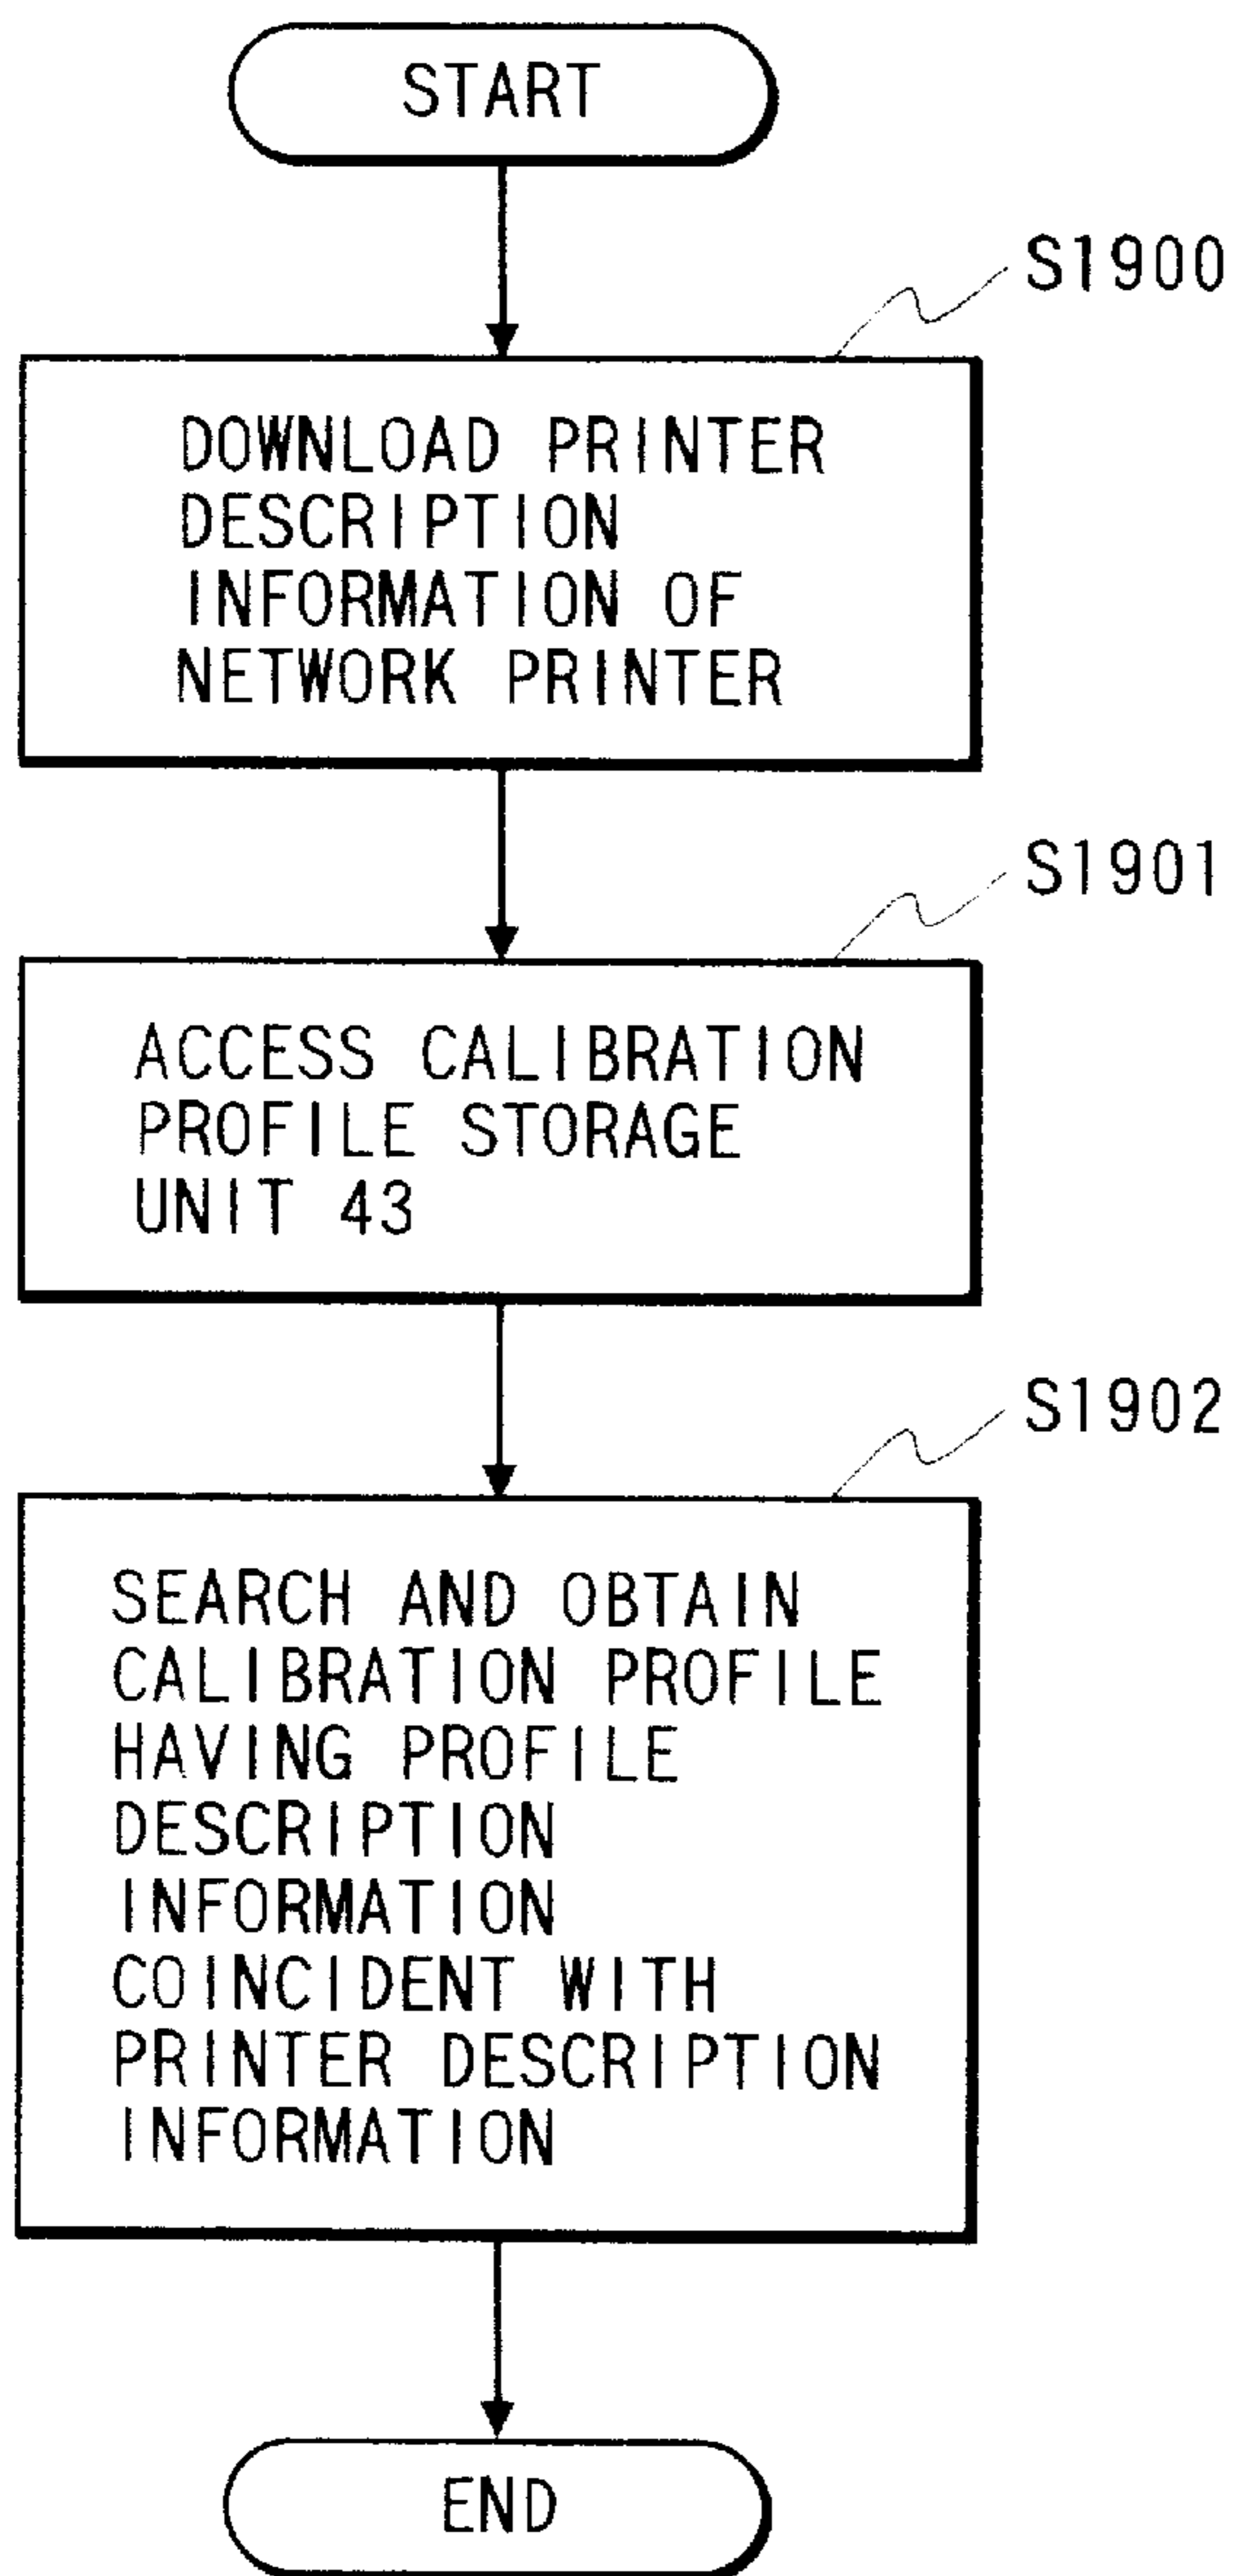 START
S1900
DOWNLOAD PRINTER
DESCRIPTION
INFORMATION OF
NETWORK PRINTER
S1901
ACCESS CALIBRATION
PROFILE STORAGE
UNIT 43
S1902
SEARCH AND OBTAIN
CALIBRATION PROFILE
HAVING PROFILE
DESCRIPTION
INFORMATION
COINCIDENT WITH
PRINTER DESCRIPTION
INFORMATION
END